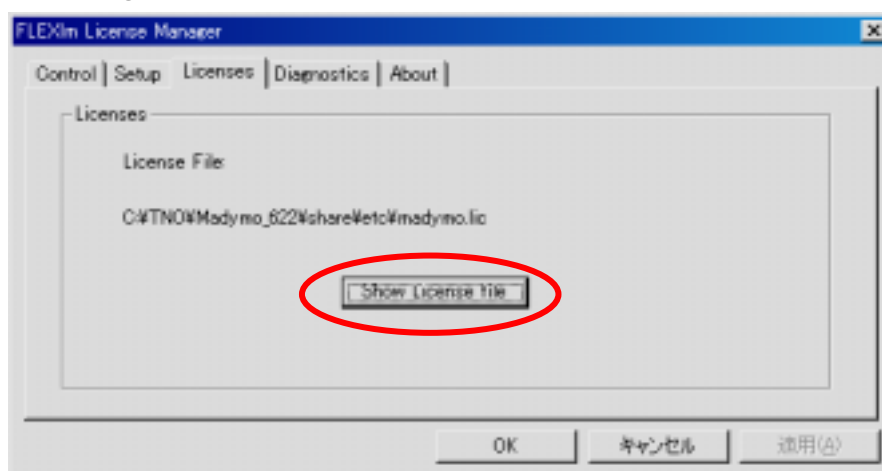 FLEXlm License Manager
Control Setup Licenses Diagnostics About
Licenses
License File:
C:¥TNO¥Madymo_622¥share¥etc¥madymo.lic
Show License file
OK キャンセル 適用(A)